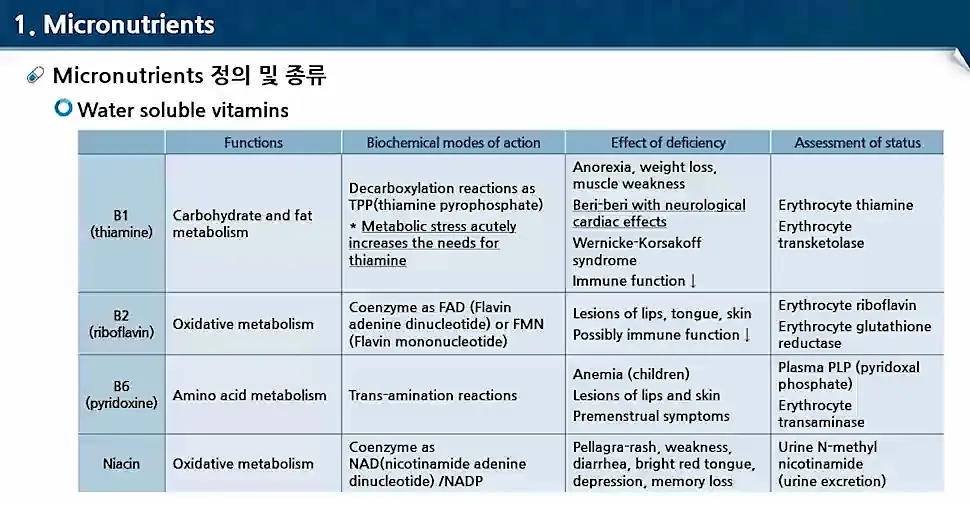 1. Micronutrients
Micronutrients 정의 및 종류
Water soluble vitamins
Functions
Biochemical modes of action
Effect of deficiency
Assessment of status
B1
(thiamine)
Carbohydrate and fat
metabolism
Decarboxylation reactions as
TPP(thiamine pyrophosphate)
* Metabolic stress acutely
increases the needs for
thiamine
Anorexia, weight loss,
muscle weakness
Beri-beri with neurological
cardiac effects
Wernicke-Korsakoff
syndrome
Immune function ↓
Erythrocyte thiamine
Erythrocyte
transketolase
B2
(riboflavin)
Oxidative metabolism
Coenzyme as FAD (Flavin
adenine dinucleotide) or FMN
(Flavin mononucleotide)
Lesions of lips, tongue, skin
Possibly immune function ↓
Erythrocyte riboflavin
Erythrocyte glutathione
reductase
B6
(pyridoxine)
Amino acid metabolism
Trans-amination reactions
Anemia (children)
Lesions of lips and skin
Premenstrual symptoms
Plasma PLP (pyridoxal
phosphate)
Erythrocyte
transaminase
Niacin
Oxidative metabolism
Coenzyme as
NAD(nicotinamide adenine
dinucleotide) /NADP
Pellagra-rash, weakness,
diarrhea, bright red tongue,
depression, memory loss
Urine N-methyl
nicotinamide
(urine excretion)